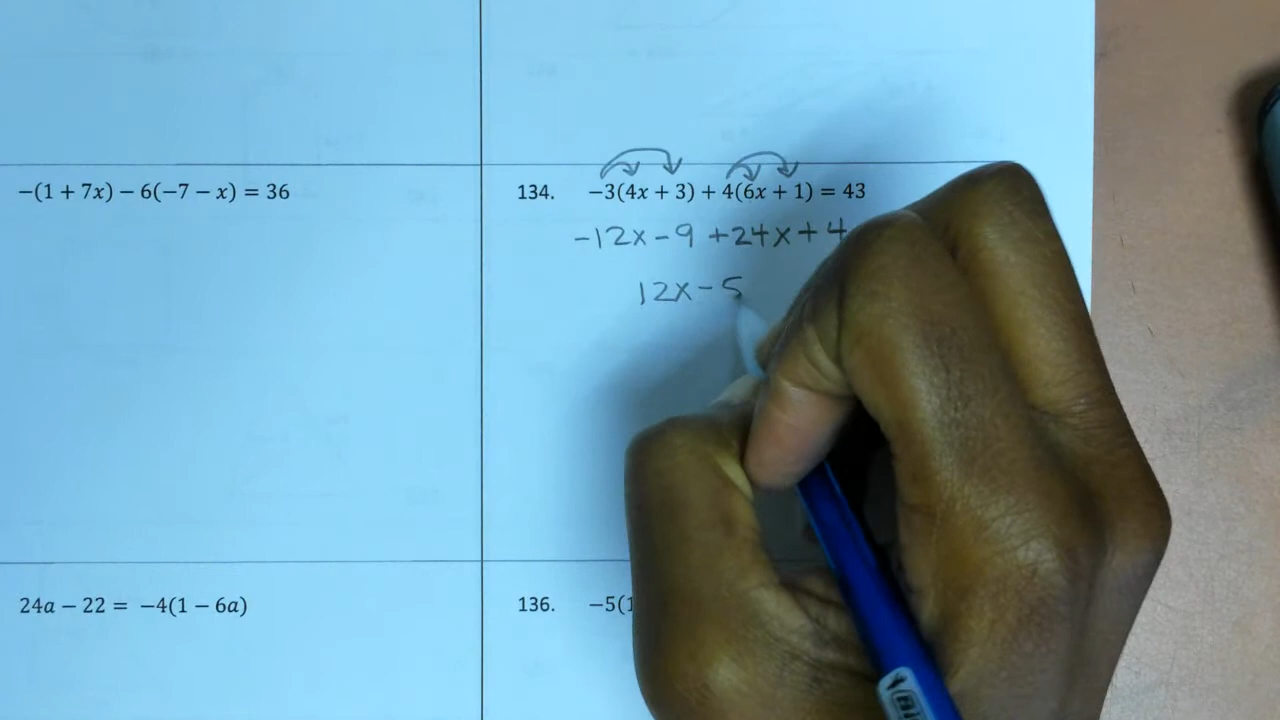 -(1 + 7x) - 6(-7 - x) = 36
134. -3(4x + 3) + 4(6x + 1) = 43
-12x - 9 + 24x + 4
12x - 5
24a - 22 = -4(1 - 6a)
136. -5(1